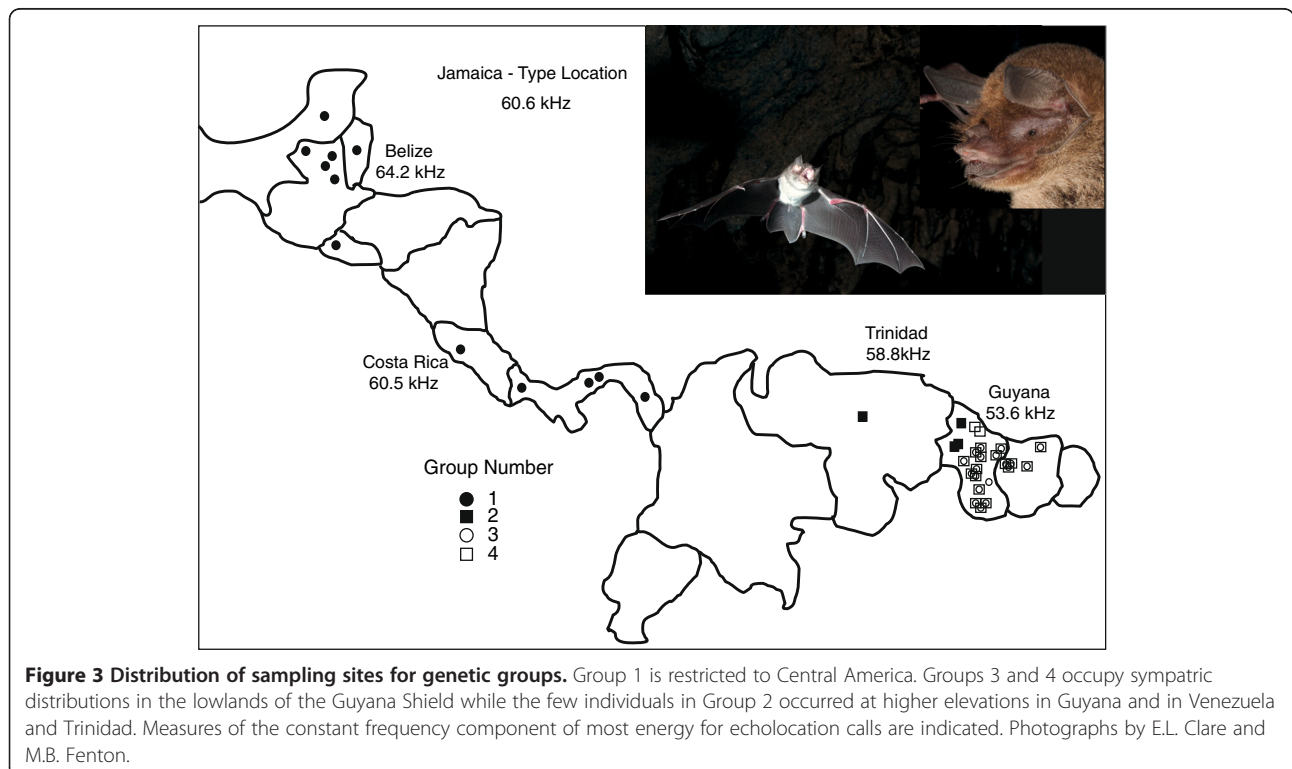 Jamaica - Type Location
60.6 kHz
Belize
64.2 kHz
Trinidad
58.8kHz
Costa Rica
60.5 kHz
Guyana
53.6 kHz
Group Number
1
2
3
4
Figure 3 Distribution of sampling sites for genetic groups. Group 1 is restricted to Central America. Groups 3 and 4 occupy sympatric
distributions in the lowlands of the Guyana Shield while the few individuals in Group 2 occurred at higher elevations in Guyana and in Venezuela
and Trinidad. Measures of the constant frequency component of most energy for echolocation calls are indicated. Photographs by E.L. Clare and
M.B. Fenton.